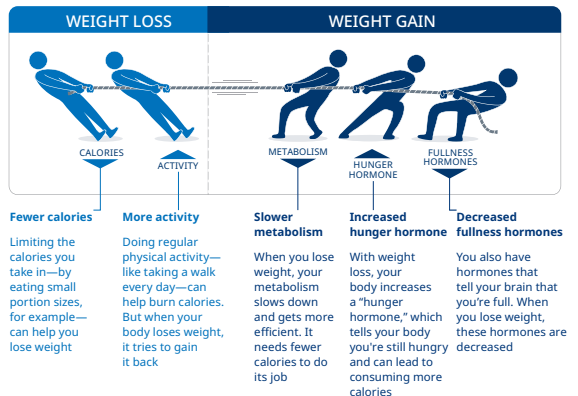 WEIGHT LOSS
WEIGHT GAIN
CALORIES
ACTIVITY
METABOLISM
HUNGER
HORMONE
FULLNESS
HORMONES
Fewer calories
Limiting the
calories you
take in—by
eating small
portion sizes,
for example—
can help you
lose weight
More activity
Doing regular
physical activity—
like taking a walk
every day—can
help burn calories.
But when your
body loses weight,
it tries to gain
it back
Slower
metabolism
When you lose
weight, your
metabolism
slows down
and gets more
efficient. It
needs fewer
calories to do
its job
Increased
hunger hormone
With weight
loss, your
body increases
a “hunger
hormone,” which
tells your body
you're still hungry
and can lead to
consuming more
calories
Decreased
fullness hormones
You also have
hormones that
tell your brain that
you’re full. When
you lose weight,
these hormones are
decreased